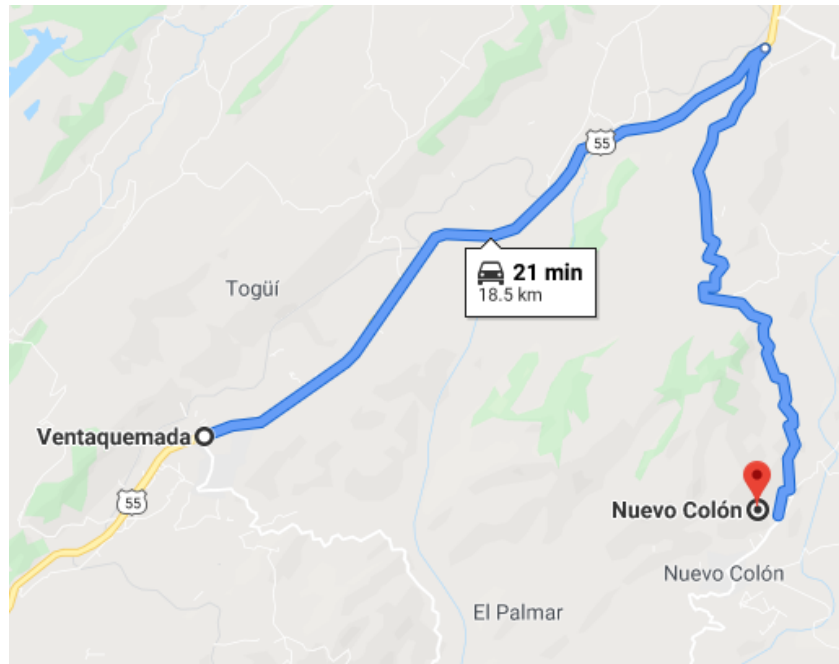 55
21 min
18.5 km
Togüí
Ventaquemada
55
Nuevo Colón
Nuevo Colón
El Palmar